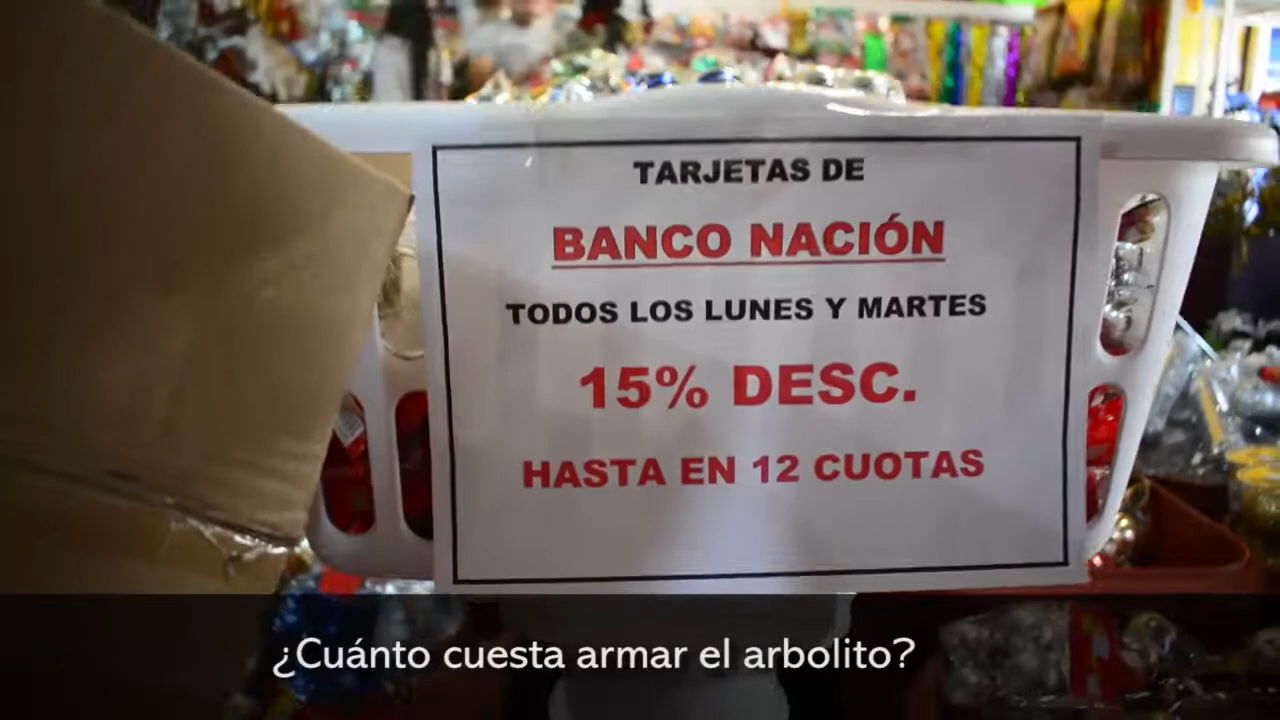 TARJETAS DE
BANCO NACIÓN
TODOS LOS LUNES Y MARTES
15% DESC.
HASTA EN 12 CUOTAS
¿Cuánto cuesta armar el arbolito?